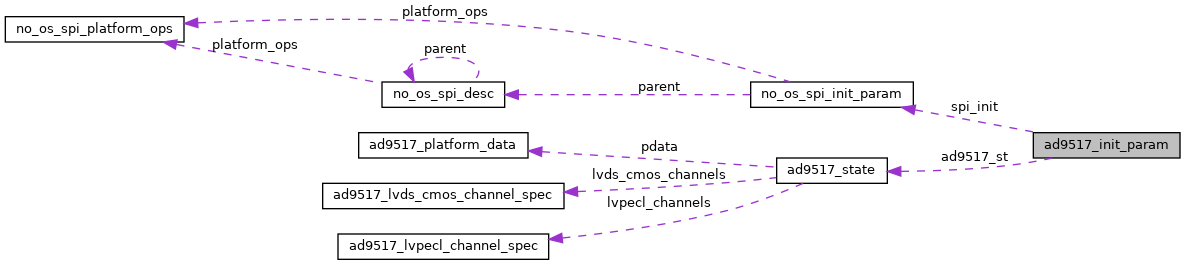 platform_ops
no_os_spi_platform_ops
platform_ops
parent
no_os_spi_desc
parent
no_os_spi_init_param
spi_init
ad9517_platform_data
pdata
ad9517_init_param
ad9517_st
ad9517_state
lvds_cmos_channels
ad9517_lvds_cmos_channel_spec
lvpecl_channels
ad9517_lvpecl_channel_spec